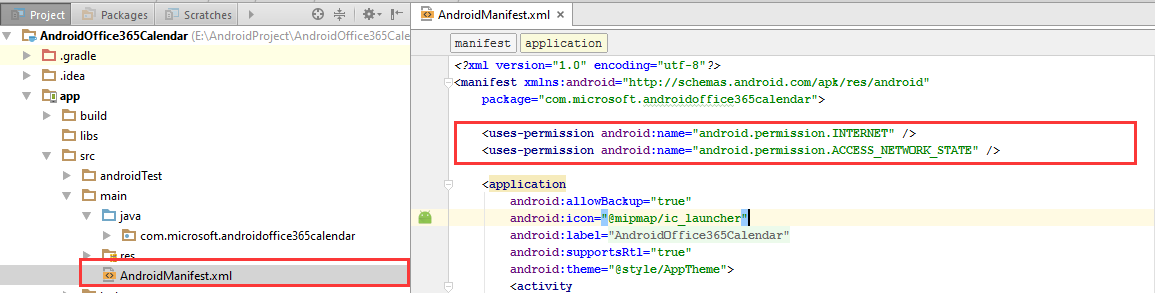 Project Packages Scratches
AndroidOffice365Calendar (E:\AndroidProject\AndroidOffice365Cale
.gradle
.idea
app
build
libs
src
androidTest
main
java
com.microsoft.androidoffice365calendar
res
AndroidManifest.xml
AndroidManifest.xml
manifest application
<?xml version="1.0" encoding="utf-8"?>
<manifest xmlns:android="http://schemas.android.com/apk/res/android"
package="com.microsoft.androidoffice365calendar">
<uses-permission android:name="android.permission.INTERNET" />
<uses-permission android:name="android.permission.ACCESS_NETWORK_STATE" />
<application
android:allowBackup="true"
android:icon="@mipmap/ic_launcher"
android:label="AndroidOffice365Calendar"
android:supportsRtl="true"
android:theme="@style/AppTheme">
<activity